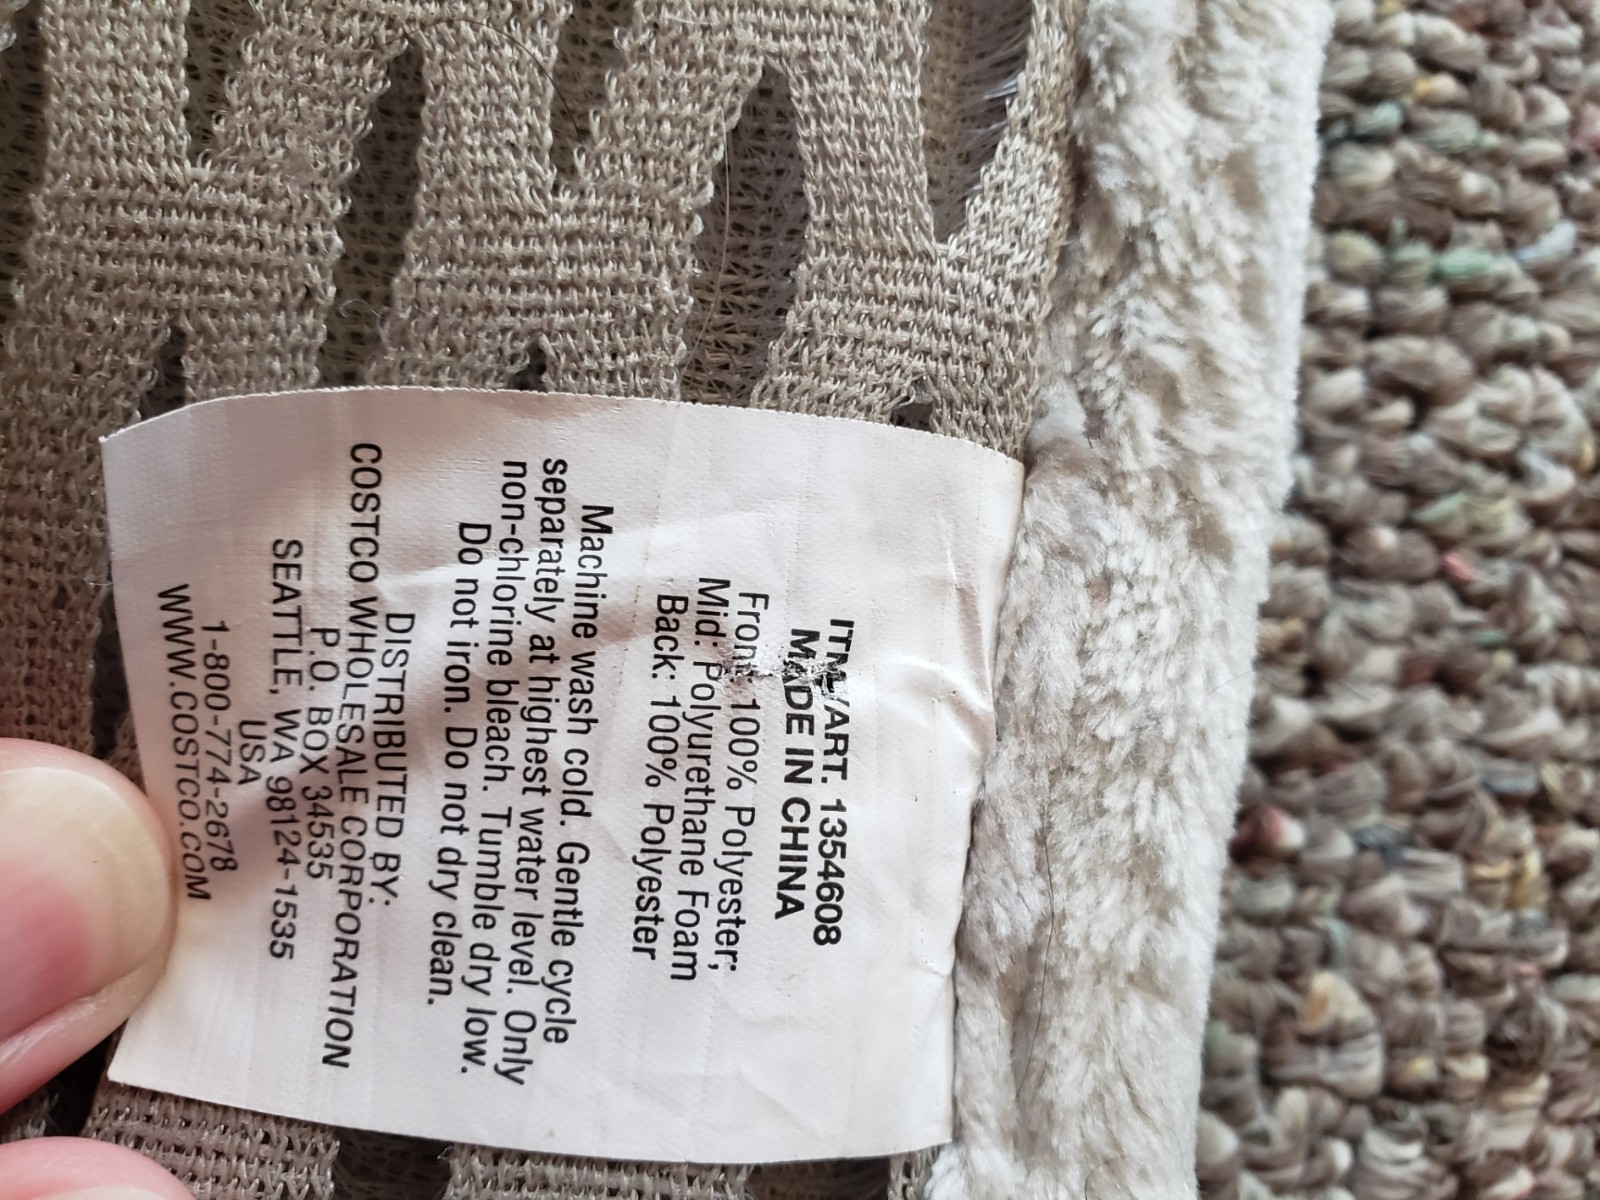 ITM/ART. 1354608
MADE IN CHINA
Front: 100% Polyester;
Mid: Polyurethane Foam
Back: 100% Polyester
Machine wash cold. Gentle cycle
separately at highest water level. Only
non-chlorine bleach. Tumble dry low.
Do not iron. Do not dry clean.
DISTRIBUTED BY:
COSTCO WHOLESALE CORPORATION
P.O. BOX 34535
SEATTLE, WA 98124-1535
USA
1-800-774-2678
WWW.COSTCO.COM